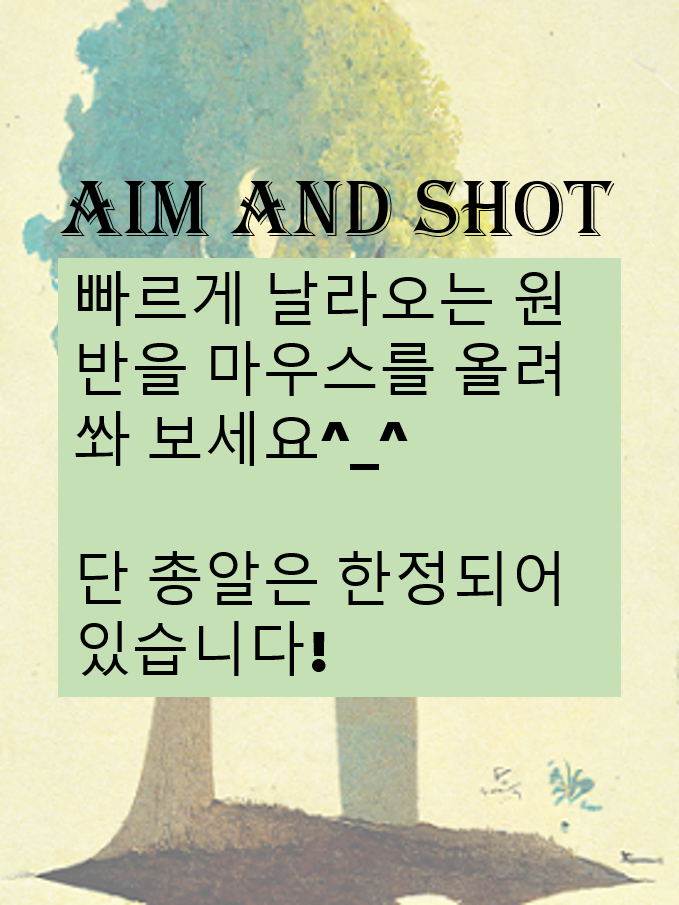 AIM AND SHOT
빠르게 날라오는 원
반을 마우스를 올려
쏴 보세요^_^
단 총알은 한정되어
있습니다!